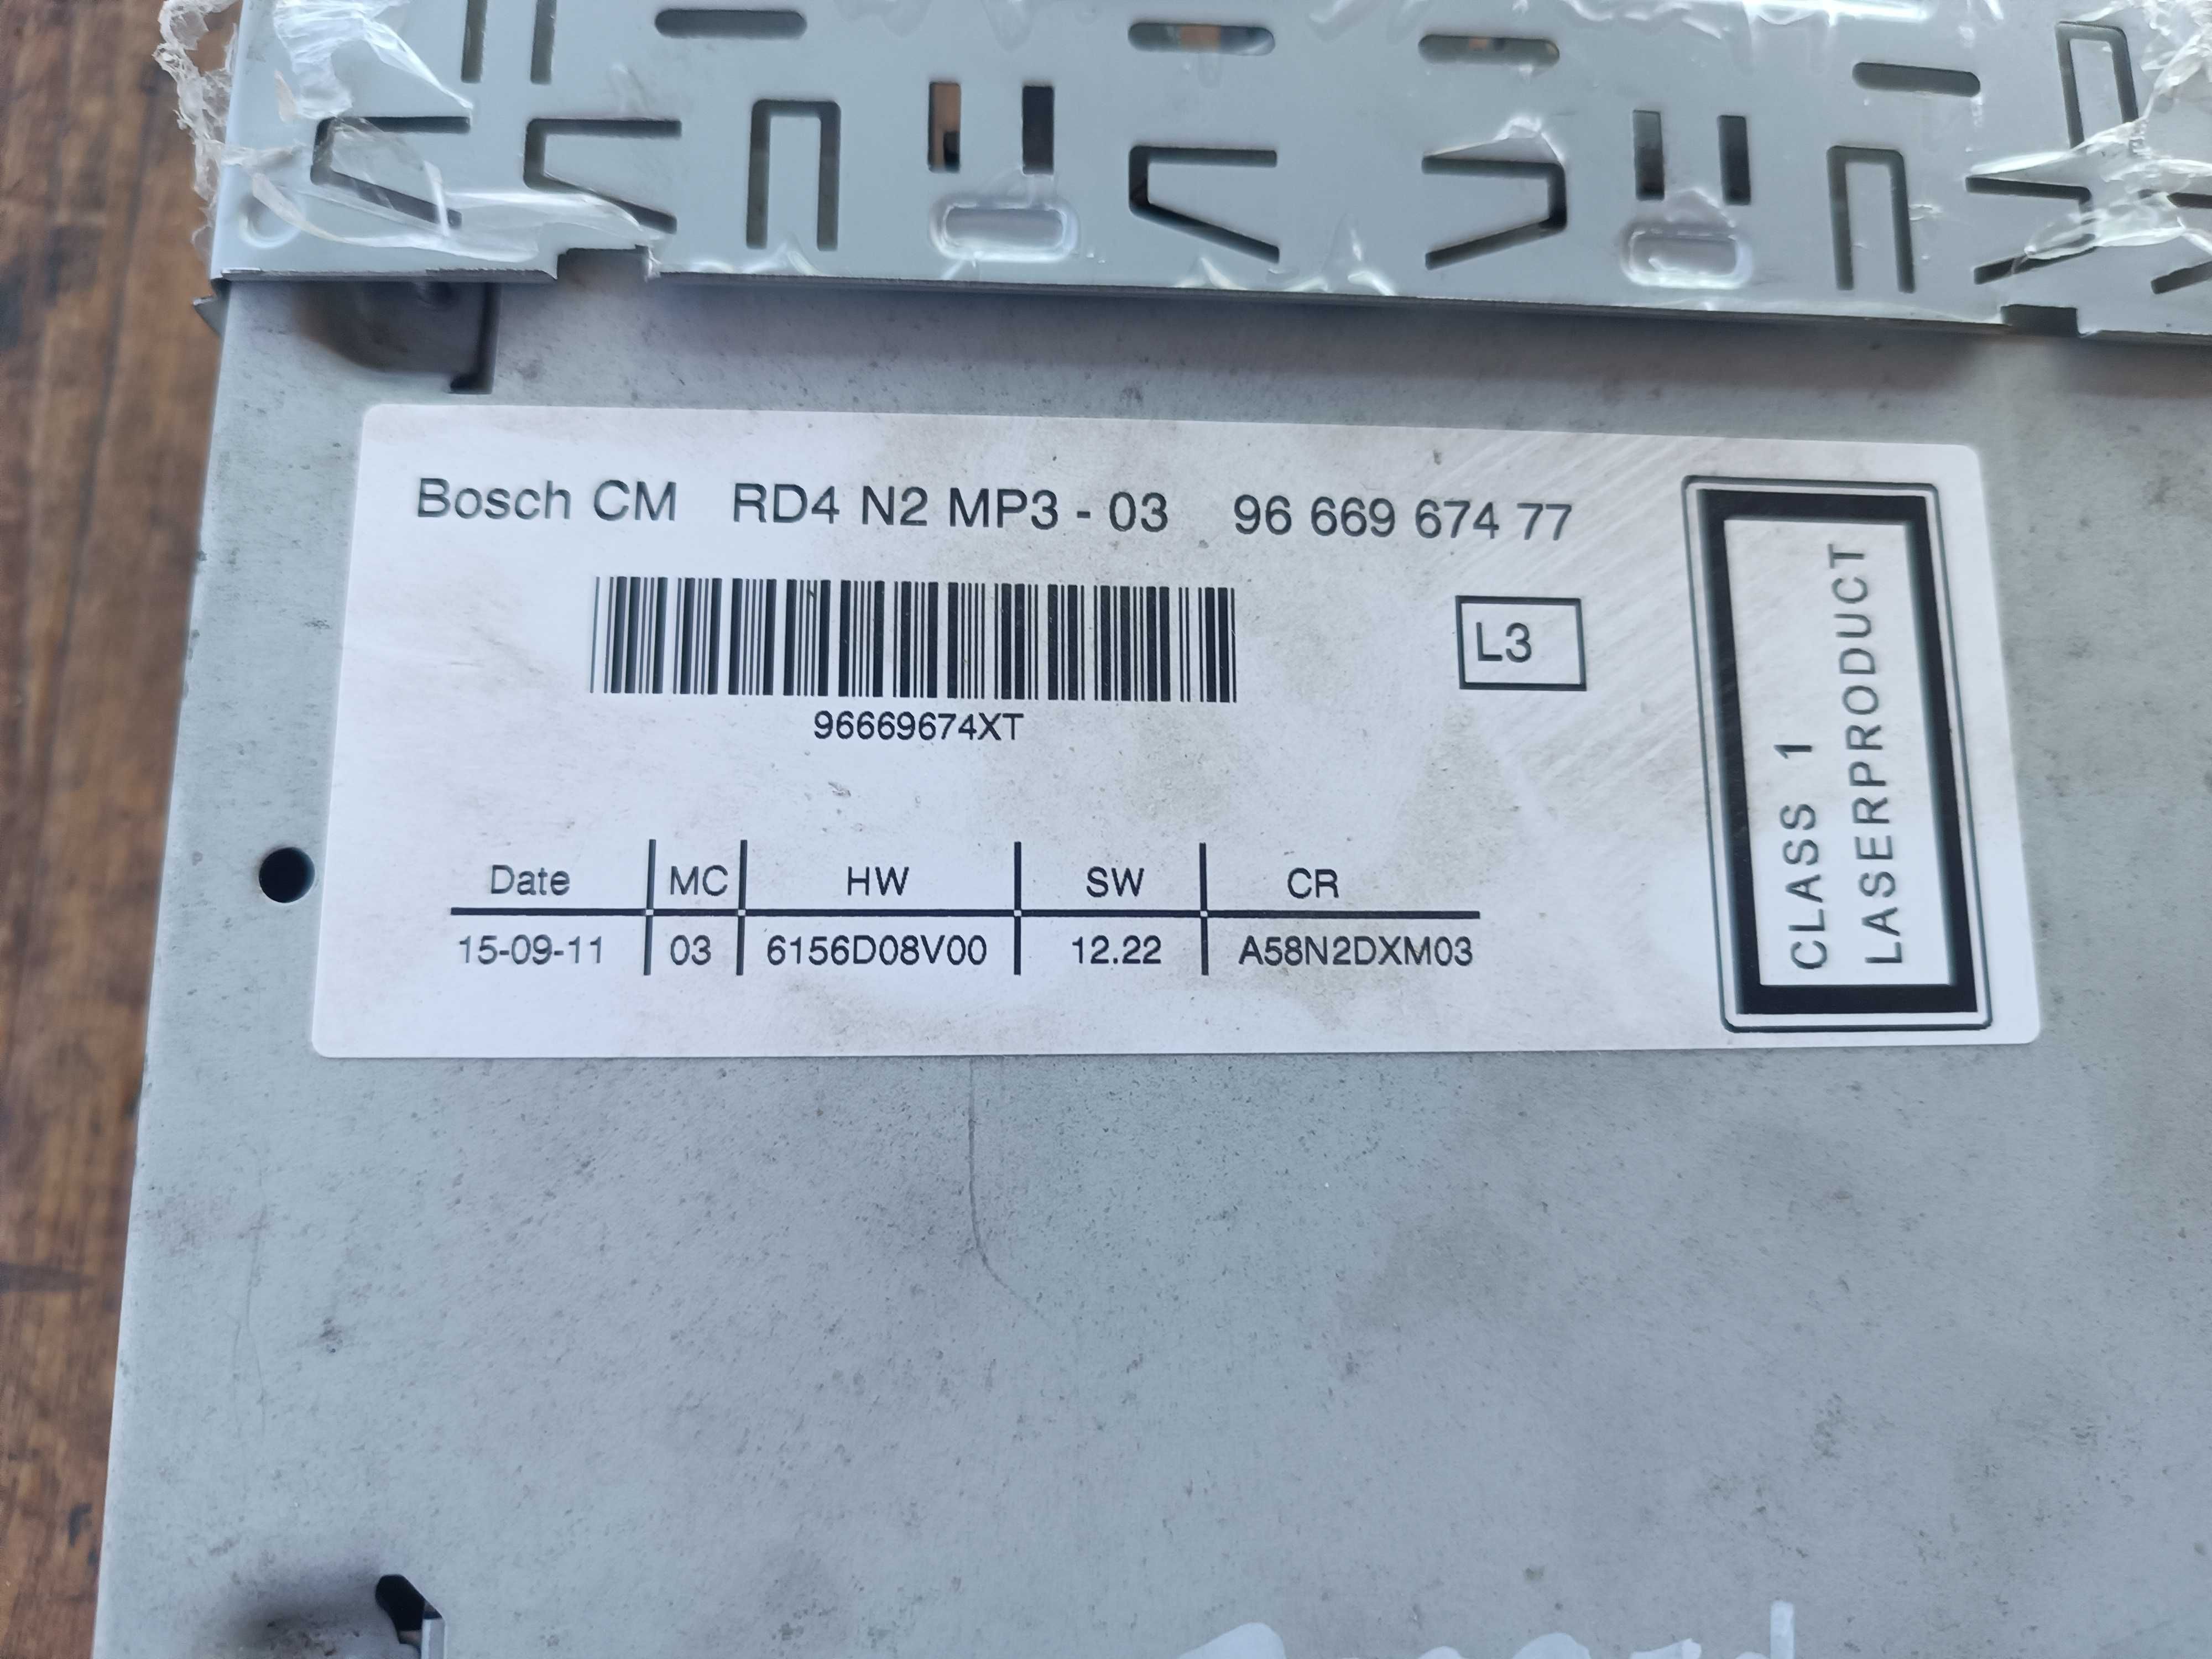 Bosch CM RD4 N2 MP3 - 03 96 669 674 77
L3
96669674XT
Date MC HW SW CR
15-09-11 03 6156D08V00 12.22 A58N2DXM03
CLASS 1
LASERPRODUCT